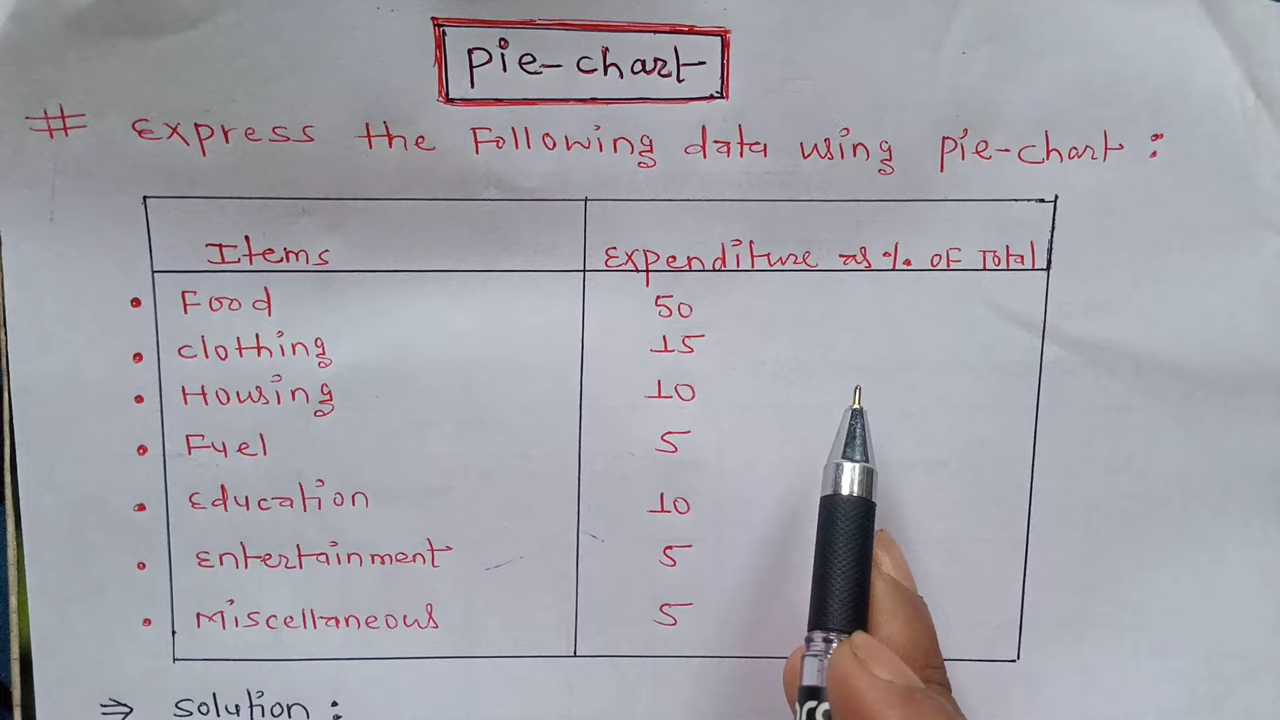 Pie-chart
# Express the Following data using Pie-chart :
Items Expenditure as % OF Total
• Food 50
• clothing 15
• Housing 10
• Fuel 5
• Education 10
• Entertainment 5
• Miscellaneous 5
⇒ solution :